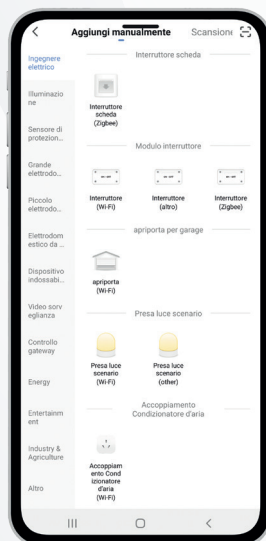 Aggiungi manualmente
Scansione
Ingegnere
elettrico
Illuminazio
ne
Sensore di
protezion...
Grande
elettrodo...
Piccolo
elettrodo...
Elettrodom
estico da ...
Dispositivo
indossabi...
Video sorv
eglianza
Controllo
gateway
Energy
Entertainm
ent
Industry &
Agriculture
Altro
Interruttore scheda
Interruttore
scheda
(Zigbee)
Modulo interruttore
Interruttore
(Wi-Fi)
Interruttore
(altro)
Interruttore
(Zigbee)
apriporta per garage
apriporta
(Wi-Fi)
Presa luce scenario
Presa luce
scenario
(Wi-Fi)
Presa luce
scenario
(other)
Accoppiamento
Condizionatore d'aria
Accoppiam
ento Cond
izionatore
d'aria
(Wi-Fi)